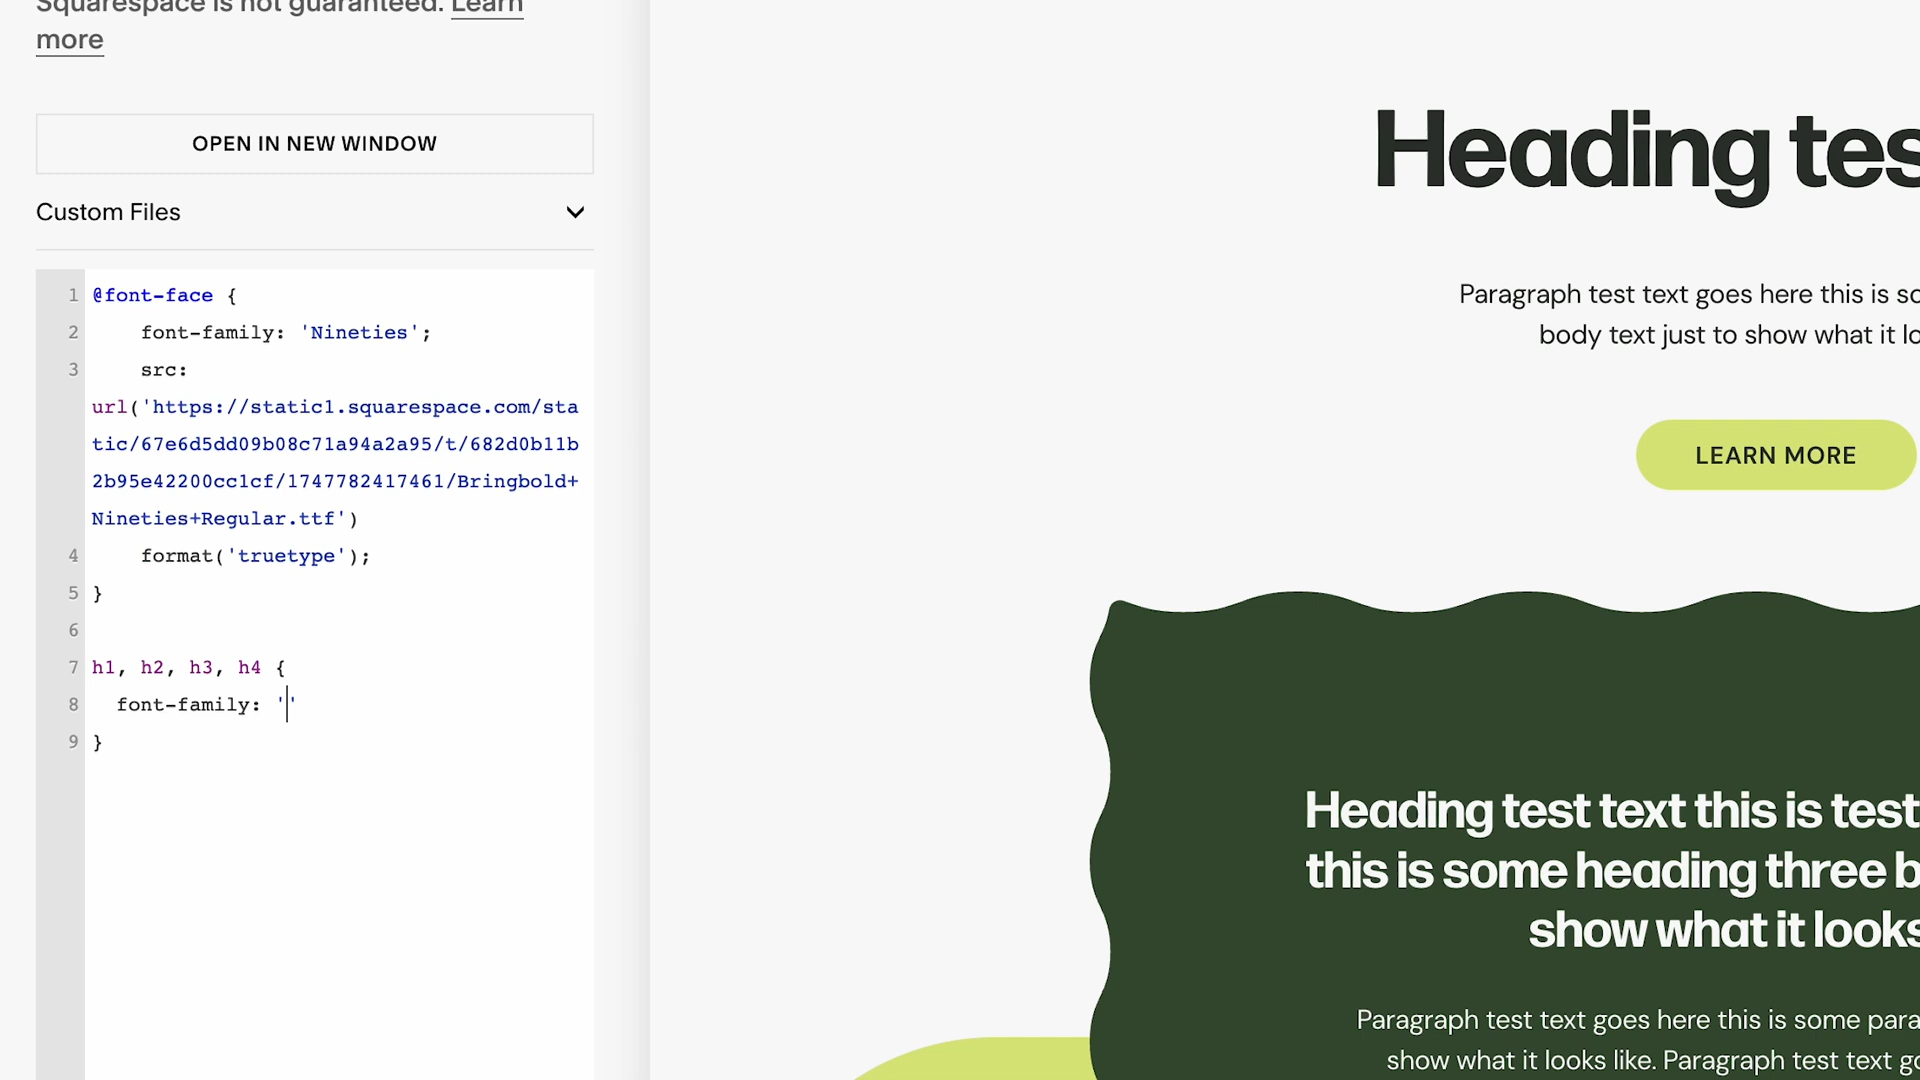 Squarespace is not guaranteed. Learn
more
OPEN IN NEW WINDOW
Custom Files
1 @font-face {
2 font-family: 'Nineties';
3 src:
url('https://static1.squarespace.com/sta
tic/67e6d5dd09b08c71a94a2a95/t/682d0b11b
2b95e42200cc1cf/1747782417461/Bringbold+
Nineties+Regular.ttf')
4 format('truetype');
5 }
6
7 h1, h2, h3, h4 {
8 font-family: ''
9 }
Heading tes
Paragraph test text goes here this is so
body text just to show what it lo
LEARN MORE
Heading test text this is test
this is some heading three b
show what it looks
Paragraph test text goes here this is some para
show what it looks like. Paragraph test text go